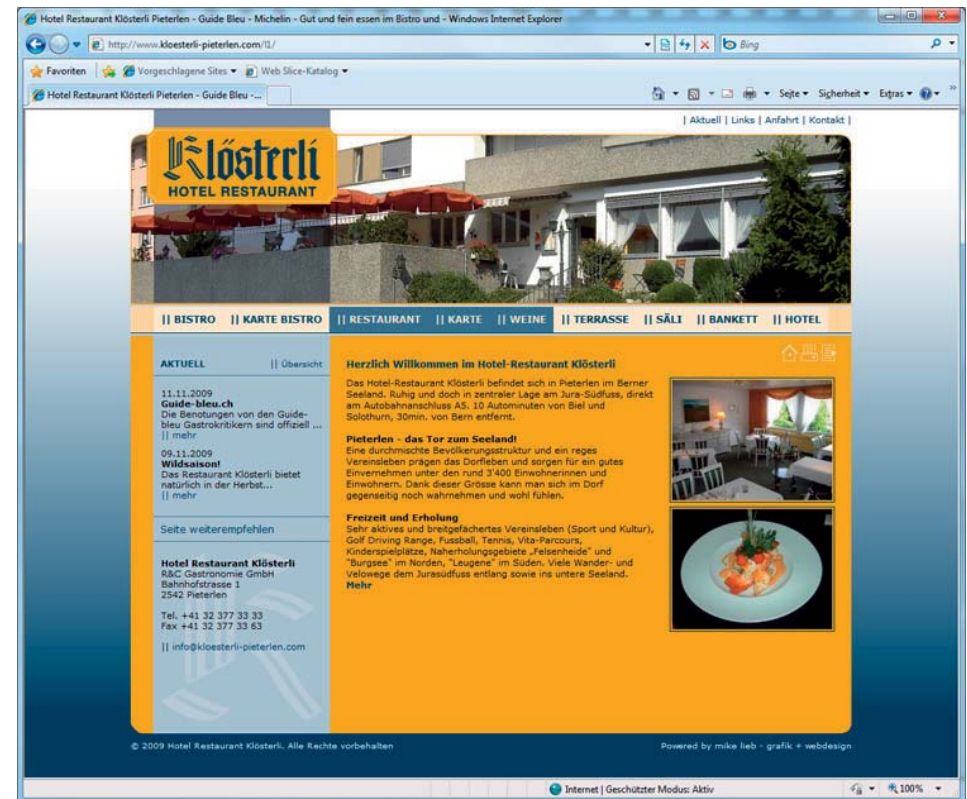 Hotel Restaurant Klösterli Pieterlen - Guide Bleu - Michelin - Gut und fein essen im Bistro und - Windows Internet Explorer
http://www.kloesterli-pieterlen.com/l1/
Bing
Favoriten
Vorgeschlagene Sites
Web Slice-Katalog
Hotel Restaurant Klösterli Pieterlen - Guide Bleu -...
Seite
Sicherheit
Extras
| Aktuell | Links | Anfahrt | Kontakt |
Klösterli
HOTEL RESTAURANT
|| BISTRO || KARTE BISTRO || RESTAURANT || KARTE || WEINE || TERRASSE || SÄLI || BANKETT || HOTEL
AKTUELL || Übersicht
11.11.2009
Guide-bleu.ch
Die Benotungen von den Guide-
bleu Gastrokritikern sind offiziell ...
|| mehr
09.11.2009
Wildsaison!
Das Restaurant Klösterli bietet
natürlich in der Herbst...
|| mehr
Seite weiterempfehlen
Hotel Restaurant Klösterli
R&C Gastronomie GmbH
Bahnhofstrasse 1
2542 Pieterlen
Tel. +41 32 377 33 33
Fax +41 32 377 33 63
|| info@kloesterli-pieterlen.com
Herzlich Willkommen im Hotel-Restaurant Klösterli
Das Hotel-Restaurant Klösterli befindet sich in Pieterlen im Berner
Seeland. Ruhig und doch in zentraler Lage am Jura-Südfuss, direkt
am Autobahnanschluss A5. 10 Autominuten von Biel und
Solothurn, 30min. von Bern entfernt.
Pieterlen - das Tor zum Seeland!
Eine durchmischte Bevölkerungsstruktur und ein reges
Vereinsleben prägen das Dorfleben und sorgen für ein gutes
Einvernehmen unter den rund 3'400 Einwohnerinnen und
Einwohnern. Dank dieser Grösse kann man sich im Dorf
gegenseitig noch wahrnehmen und wohl fühlen.
Freizeit und Erholung
Sehr aktives und breitgefächertes Vereinsleben (Sport und Kultur),
Golf Driving Range, Fussball, Tennis, Vita-Parcours,
Kinderspielplätze, Naherholungsgebiete „Felsenheide" und
"Burgsee" im Norden, "Leugene" im Süden. Viele Wander- und
Velowege dem Jurasüdfuss entlang sowie ins untere Seeland.
Mehr
© 2009 Hotel Restaurant Klösterli. Alle Rechte vorbehalten
Powered by mike lieb - grafik + webdesign
Internet | Geschützter Modus: Aktiv
100%